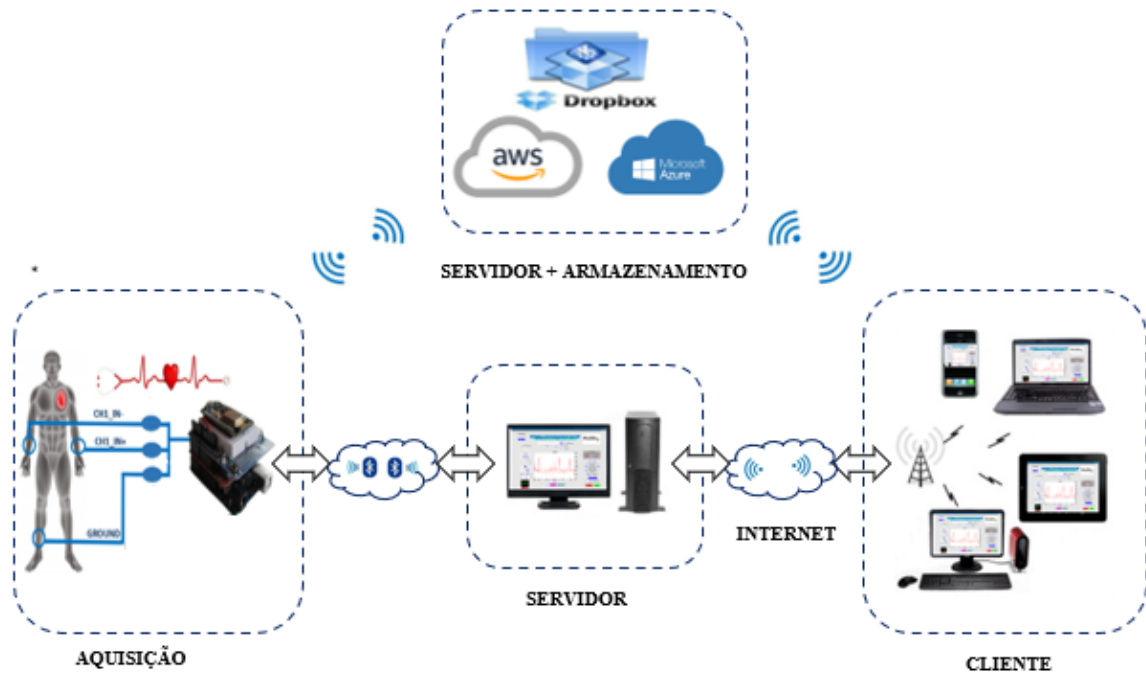 Dropbox
aws
Microsoft
Azure
SERVIDOR + ARMAZENAMENTO
*
CH1_IN-
CH1_IN+
GROUND
INTERNET
SERVIDOR
AQUISIÇÃO
CLIENTE